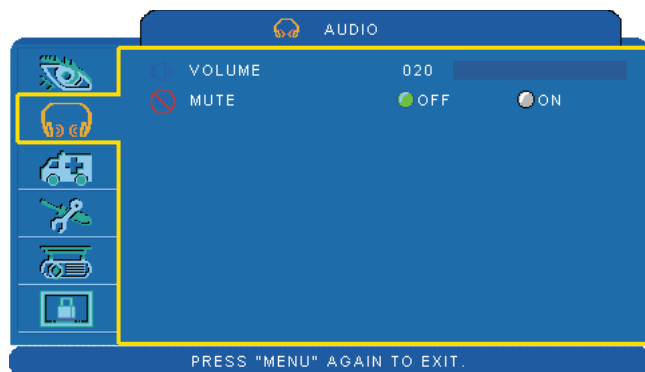 AUDIO
VOLUME 020
MUTE OFF ON
PRESS "MENU" AGAIN TO EXIT.